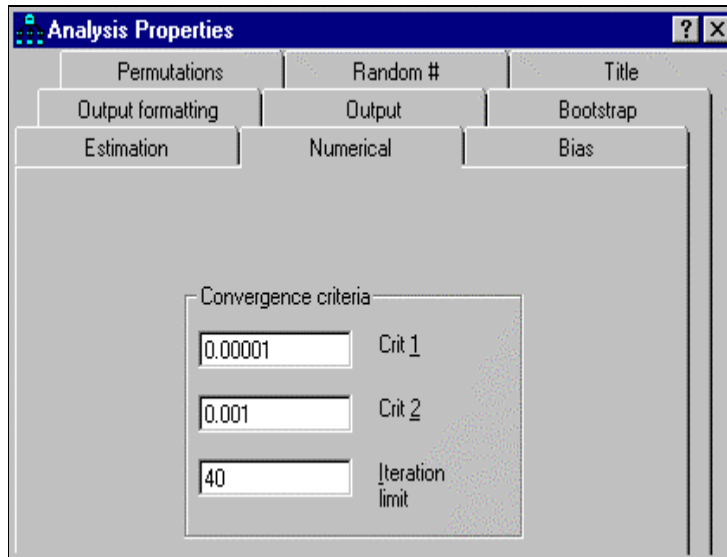 Analysis Properties
Permutations Random # Title
Output formatting Output Bootstrap
Estimation Numerical Bias
Convergence criteria
0.00001 Crit 1
0.001 Crit 2
40 Iteration
limit